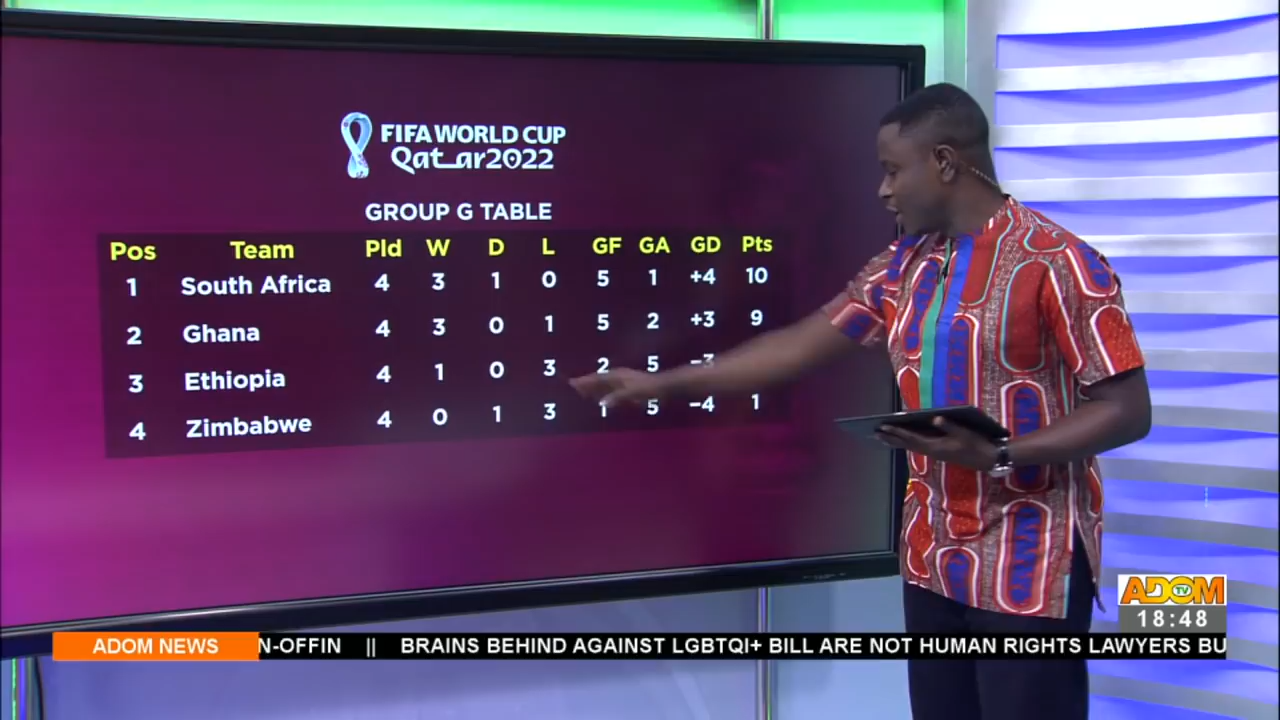 FIFA WORLD CUP
Qatar2022
GROUP G TABLE
Pos Team Pld W D L GF GA GD Pts
1 South Africa 4 3 1 0 5 1 +4 10
2 Ghana 4 3 0 1 5 2 +3 9
3 Ethiopia 4 1 0 3 2 5 −3
4 Zimbabwe 4 0 1 3 1 5 −4 1
ADOM TV
18:48
ADOM NEWS N-OFFIN || BRAINS BEHIND AGAINST LGBTQI+ BILL ARE NOT HUMAN RIGHTS LAWYERS BU